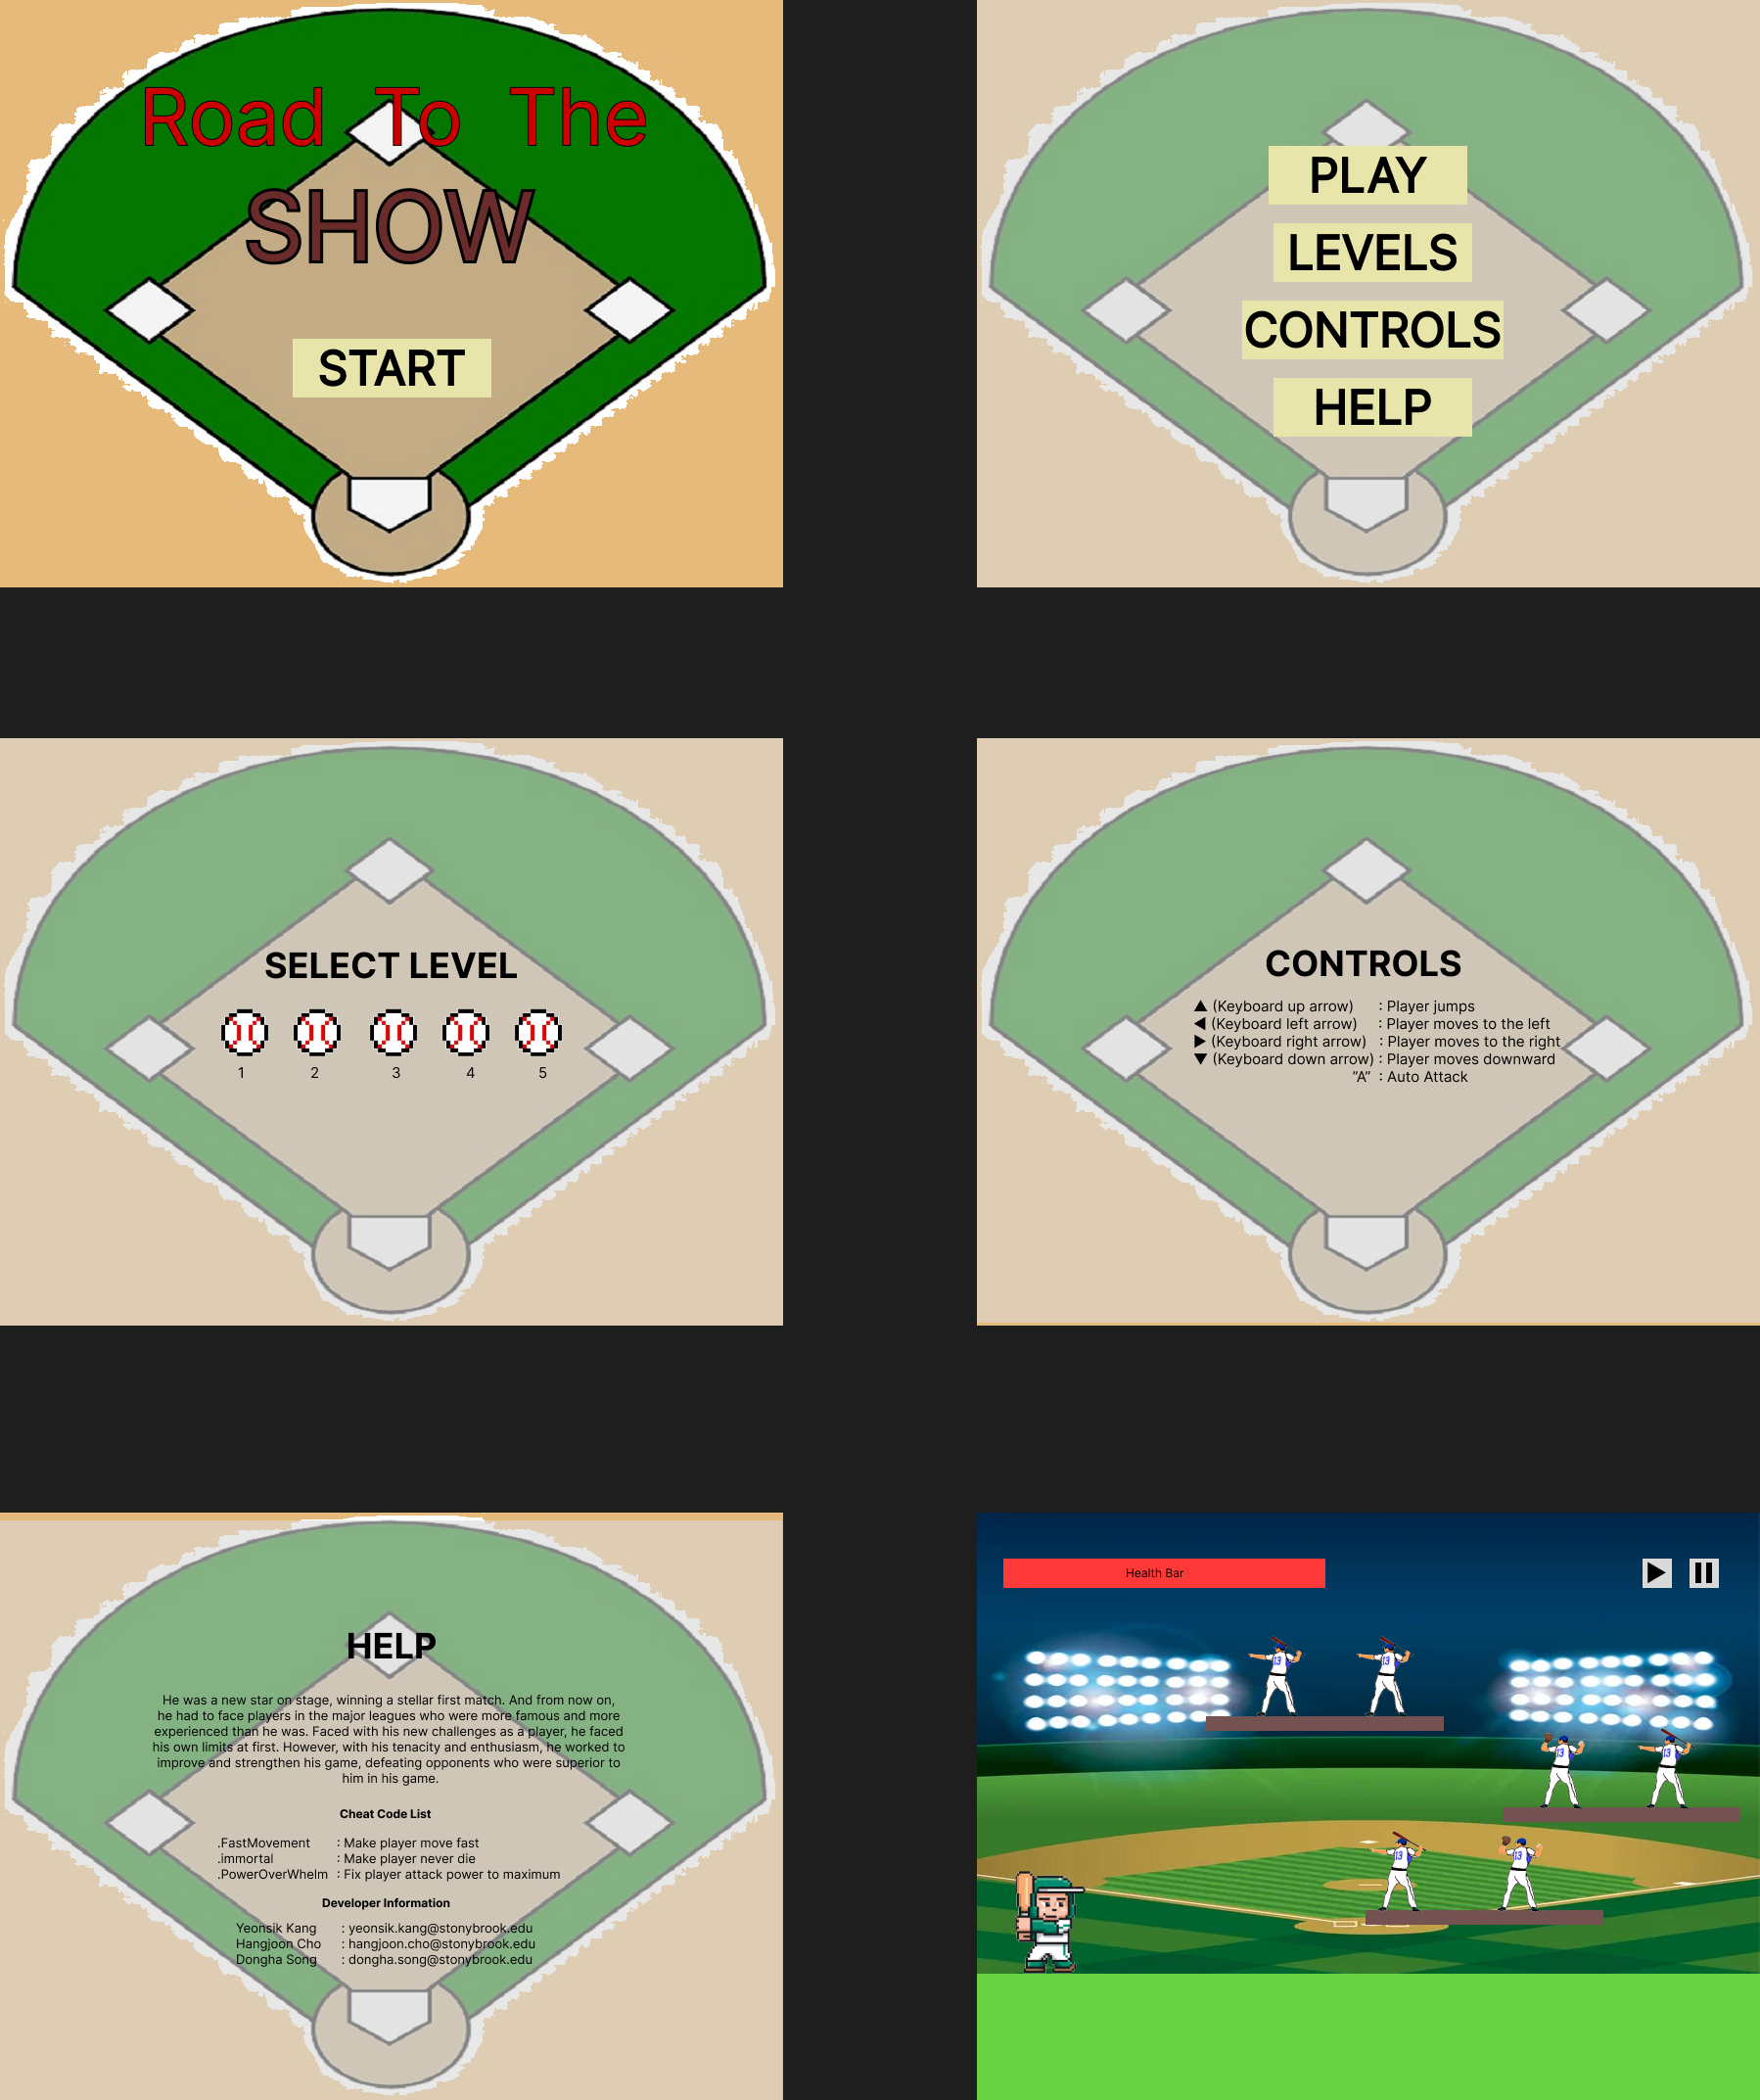 Road To The
SHOW
START
PLAY
LEVELS
CONTROLS
HELP
SELECT LEVEL
1 2 3 4 5
CONTROLS
▲ (Keyboard up arrow) : Player jumps
◀ (Keyboard left arrow) : Player moves to the left
▶ (Keyboard right arrow) : Player moves to the right
▼ (Keyboard down arrow) : Player moves downward
“A” : Auto Attack
HELP
He was a new star on stage, winning a stellar first match. And from now on,
he had to face players in the major leagues who were more famous and more
experienced than he was. Faced with his new challenges as a player, he faced
his own limits at first. However, with his tenacity and enthusiasm, he worked to
improve and strengthen his game, defeating opponents who were superior to
him in his game.
Cheat Code List
.FastMovement : Make player move fast
.immortal : Make player never die
.PowerOverWhelm : Fix player attack power to maximum
Developer Information
Yeonsik Kang : yeonsik.kang@stonybrook.edu
Hangjoon Cho : hangjoon.cho@stonybrook.edu
Dongha Song : dongha.song@stonybrook.edu
Health Bar
13
13
13
13
13
13